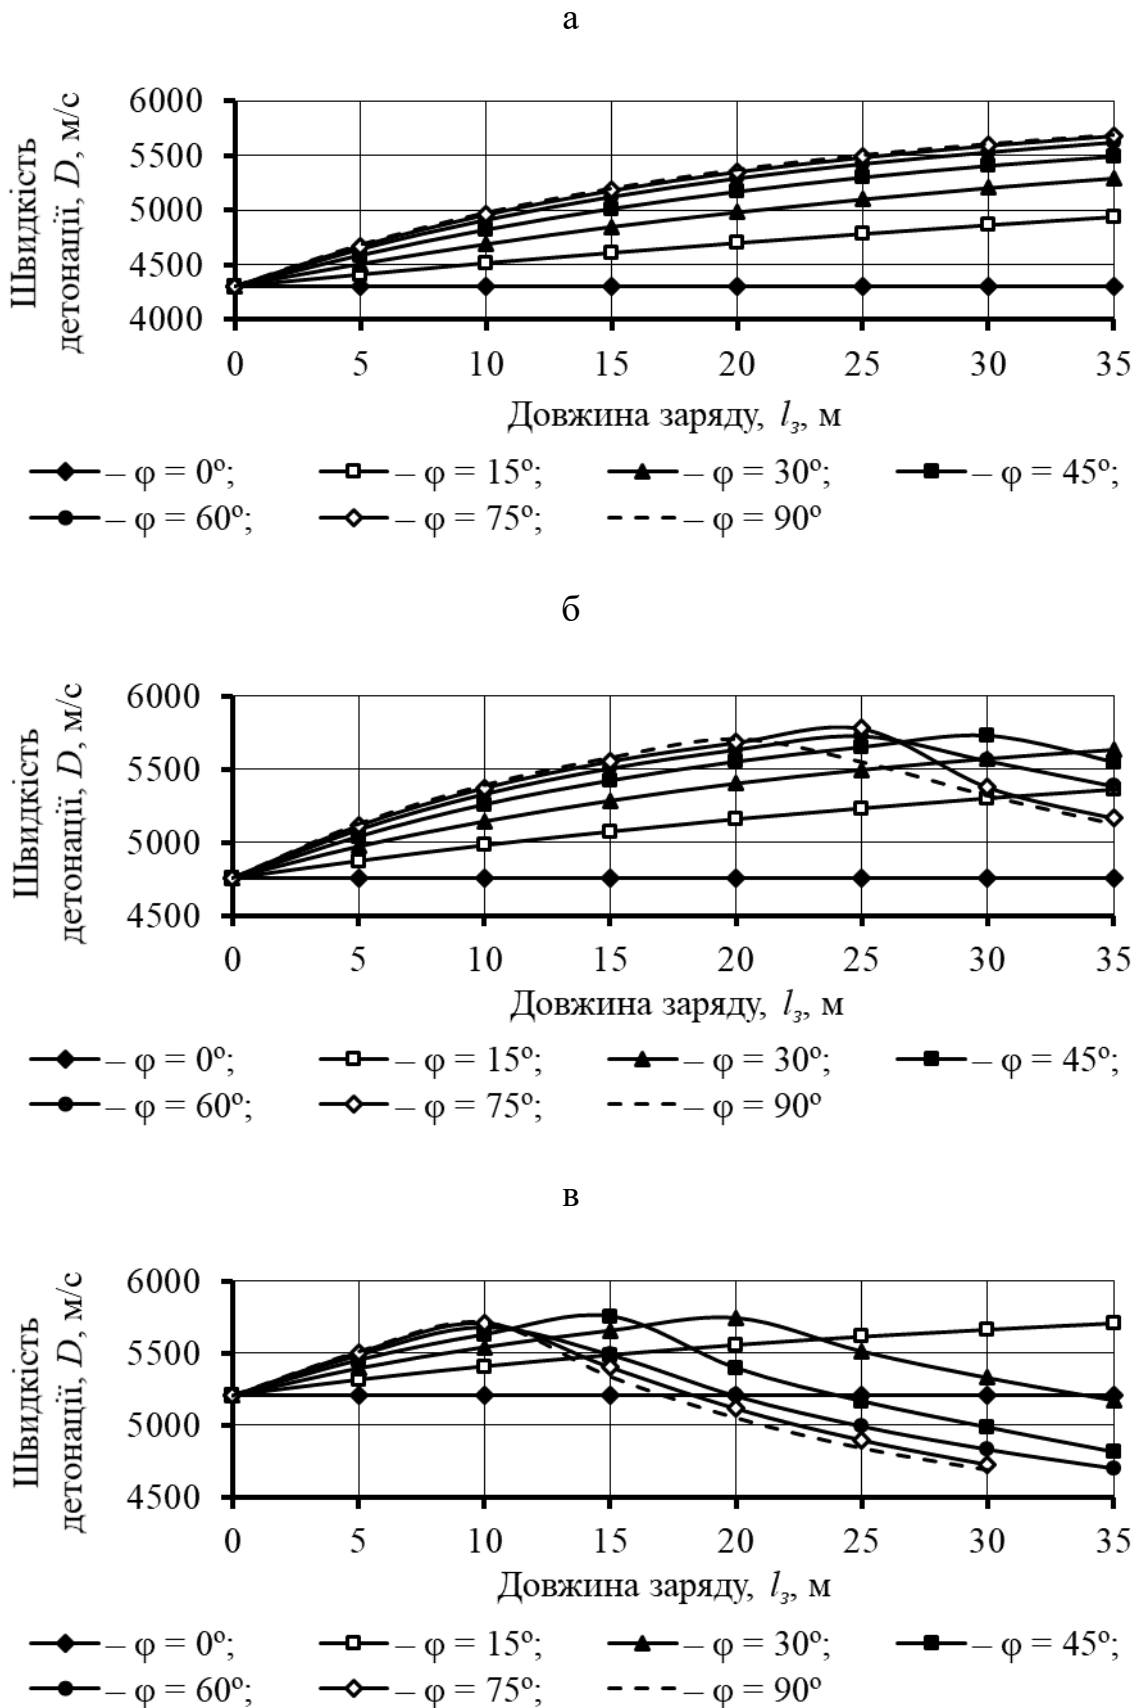 а
Швидкість детонації, D, м/с
6000
5500
5000
4500
4000
0 5 10 15 20 25 30 35
Довжина заряду, lз, м
– φ = 0º; – φ = 15º; – φ = 30º; – φ = 45º;
– φ = 60º; – φ = 75º; – φ = 90º
б
Швидкість детонації, D, м/с
6000
5500
5000
4500
0 5 10 15 20 25 30 35
Довжина заряду, lз, м
– φ = 0º; – φ = 15º; – φ = 30º; – φ = 45º;
– φ = 60º; – φ = 75º; – φ = 90º
в
Швидкість детонації, D, м/с
6000
5500
5000
4500
0 5 10 15 20 25 30 35
Довжина заряду, lз, м
– φ = 0º; – φ = 15º; – φ = 30º; – φ = 45º;
– φ = 60º; – φ = 75º; – φ = 90º